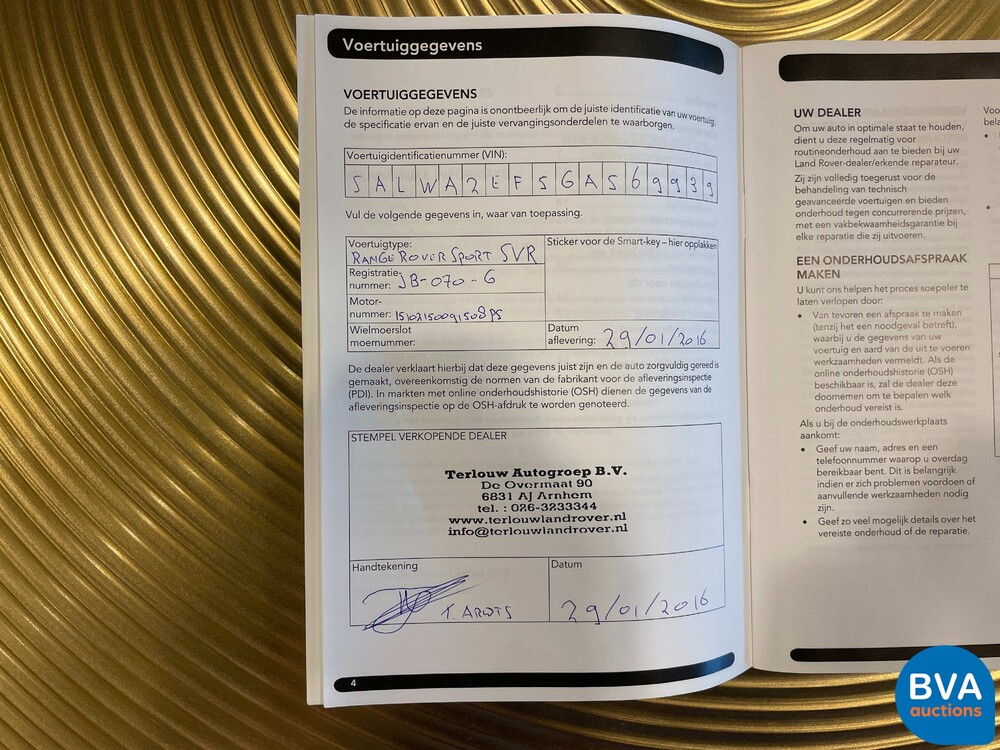 Voertuiggegevens
VOERTUIGGEGEVENS
De informatie op deze pagina is onontbeerlijk om de juiste identificatie van uw voertuig,
de specificatie ervan en de juiste vervangingsonderdelen te waarborgen.
Voertuigidentificatienummer (VIN):
SALWA2EFSGAS69939
Vul de volgende gegevens in, waar van toepassing.
Voertuigtype:
RANGE ROVER SPORT SVR
Sticker voor de Smart-key – hier opplakken
Registratie-
nummer: JB-070-G
Motor-
nummer: 15102150091508PS
Wielmoerslot
moernummer:
Datum
aflevering: 29/01/2016
De dealer verklaart hierbij dat deze gegevens juist zijn en de auto zorgvuldig gereed is
gemaakt, overeenkomstig de normen van de fabrikant voor de afleveringsinspectie
(PDI). In markten met online onderhoudshistorie (OSH) dienen de gegevens van de
afleveringsinspectie op de OSH-afdruk te worden genoteerd.
STEMPEL VERKOPENDE DEALER
Terlouw Autogroep B.V.
De Overmaat 90
6831 AJ Arnhem
tel. : 026-3233344
www.terlouwlandrover.nl
info@terlouwlandrover.nl
Handtekening
T. ARNTS
Datum
29/01/2016
4
UW DEALER
Om uw auto in optimale staat te houden,
dient u deze regelmatig voor
routineonderhoud aan te bieden bij uw
Land Rover-dealer/erkende reparateur.
Zij zijn volledig toegerust voor de
behandeling van technisch
geavanceerde voertuigen en bieden
onderhoud tegen concurrerende prijzen,
met een vakbekwaamheidsgarantie bij
elke reparatie die zij uitvoeren.
EEN ONDERHOUDSAFSPRAAK
MAKEN
U kunt ons helpen het proces soepeler te
laten verlopen door:
• Van tevoren een afspraak te maken
(tenzij het een noodgeval betreft),
waarbij u de gegevens van uw
voertuig en aard van de uit te voeren
werkzaamheden vermeldt. Als de
online onderhoudshistorie (OSH)
beschikbaar is, zal de dealer deze
doornemen om te bepalen welk
onderhoud vereist is.
Als u bij de onderhoudswerkplaats
aankomt:
• Geef uw naam, adres en een
telefoonnummer waarop u overdag
bereikbaar bent. Dit is belangrijk
indien er zich problemen voordoen of
aanvullende werkzaamheden nodig
zijn.
• Geef zo veel mogelijk details over het
vereiste onderhoud of de reparatie.
Voo
bela
BVA
auctions